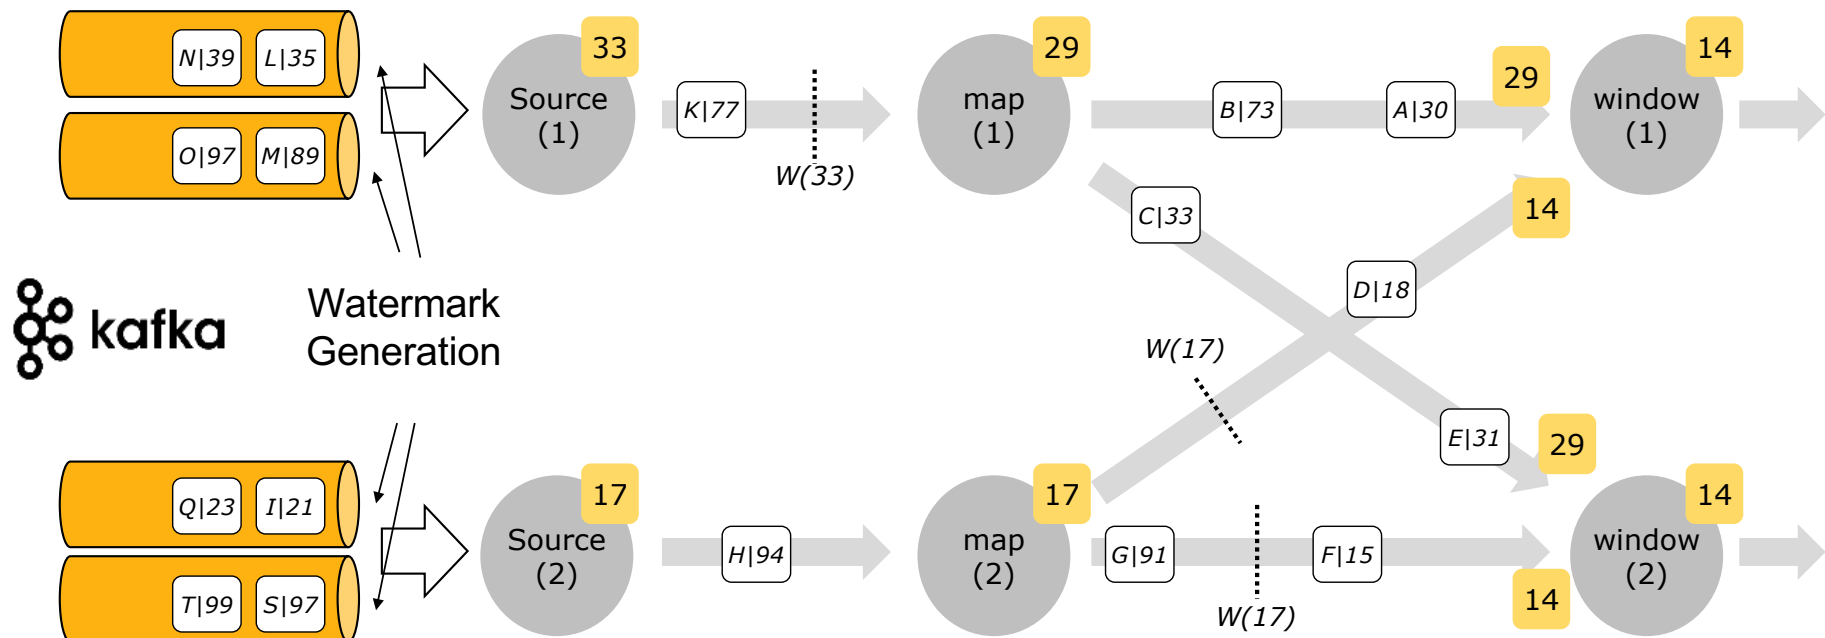 N|39 L|35
O|97 M|89
Source
(1)
33
K|77
W(33)
map
(1)
29
B|73 A|30
29
window
(1)
14
C|33
14
D|18
kafka
Watermark
Generation
W(17)
E|31
29
Q|23 I|21
T|99 S|97
Source
(2)
17
H|94
map
(2)
17
G|91
W(17)
F|15
14
window
(2)
14